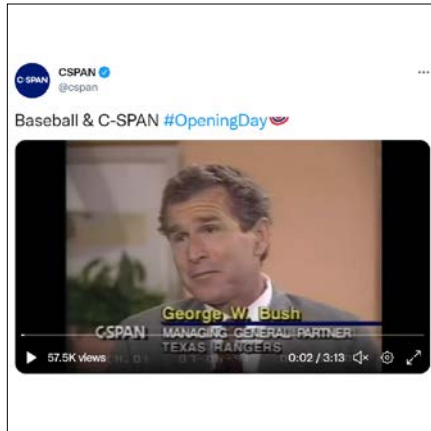 C-SPAN
CSPAN
@cspan
Baseball & C-SPAN #OpeningDay
George W. Bush
C-SPAN MANAGING GENERAL PARTNER
TEXAS RANGERS
57.5K views 0:02 / 3:13